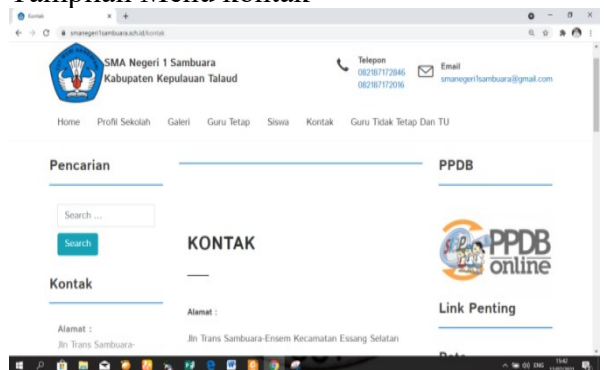 Tampilan Menu kontak
Kontak
smanegeri1sambuara.sch.id/kontak
SMA Negeri 1 Sambuara
Kabupaten Kepulauan Talaud
Telepon
082187172846
082187172016
Email
smanegeri1sambuara@gmail.com
Home Profil Sekolah Galeri Guru Tetap Siswa Kontak Guru Tidak Tetap Dan TU
Pencarian
Search ...
Search
Kontak
Alamat :
Jln Trans Sambuara-
KONTAK
Alamat :
Jln Trans Sambuara-Ensem Kecamatan Essang Selatan
PPDB
PPDB
online
Link Penting
ENG